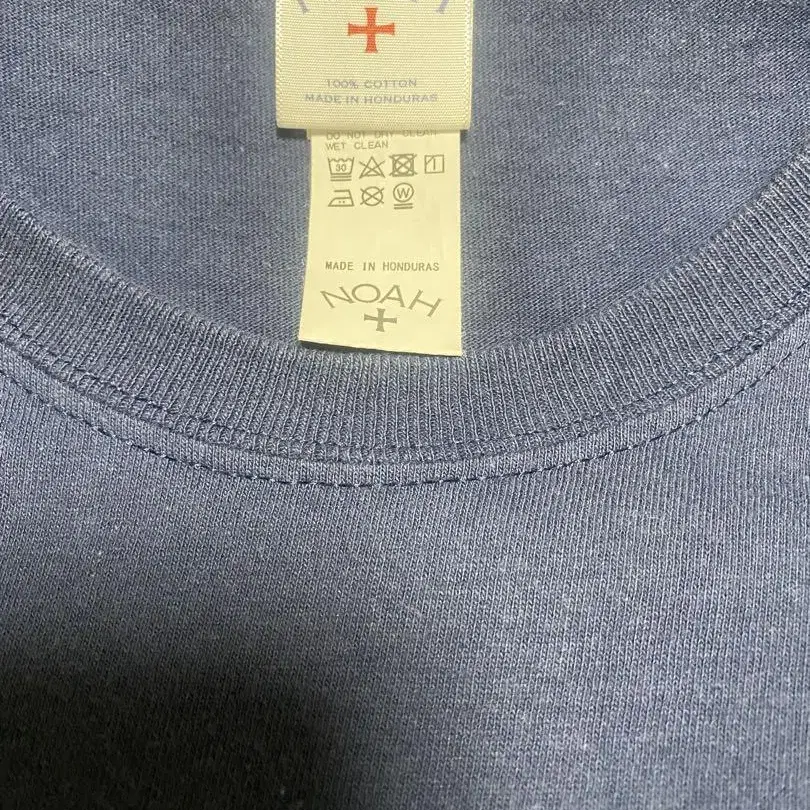 100% COTTON
MADE IN HONDURAS
DO NOT DRY CLEAN
WET CLEAN
30
W
MADE IN HONDURAS
NOAH